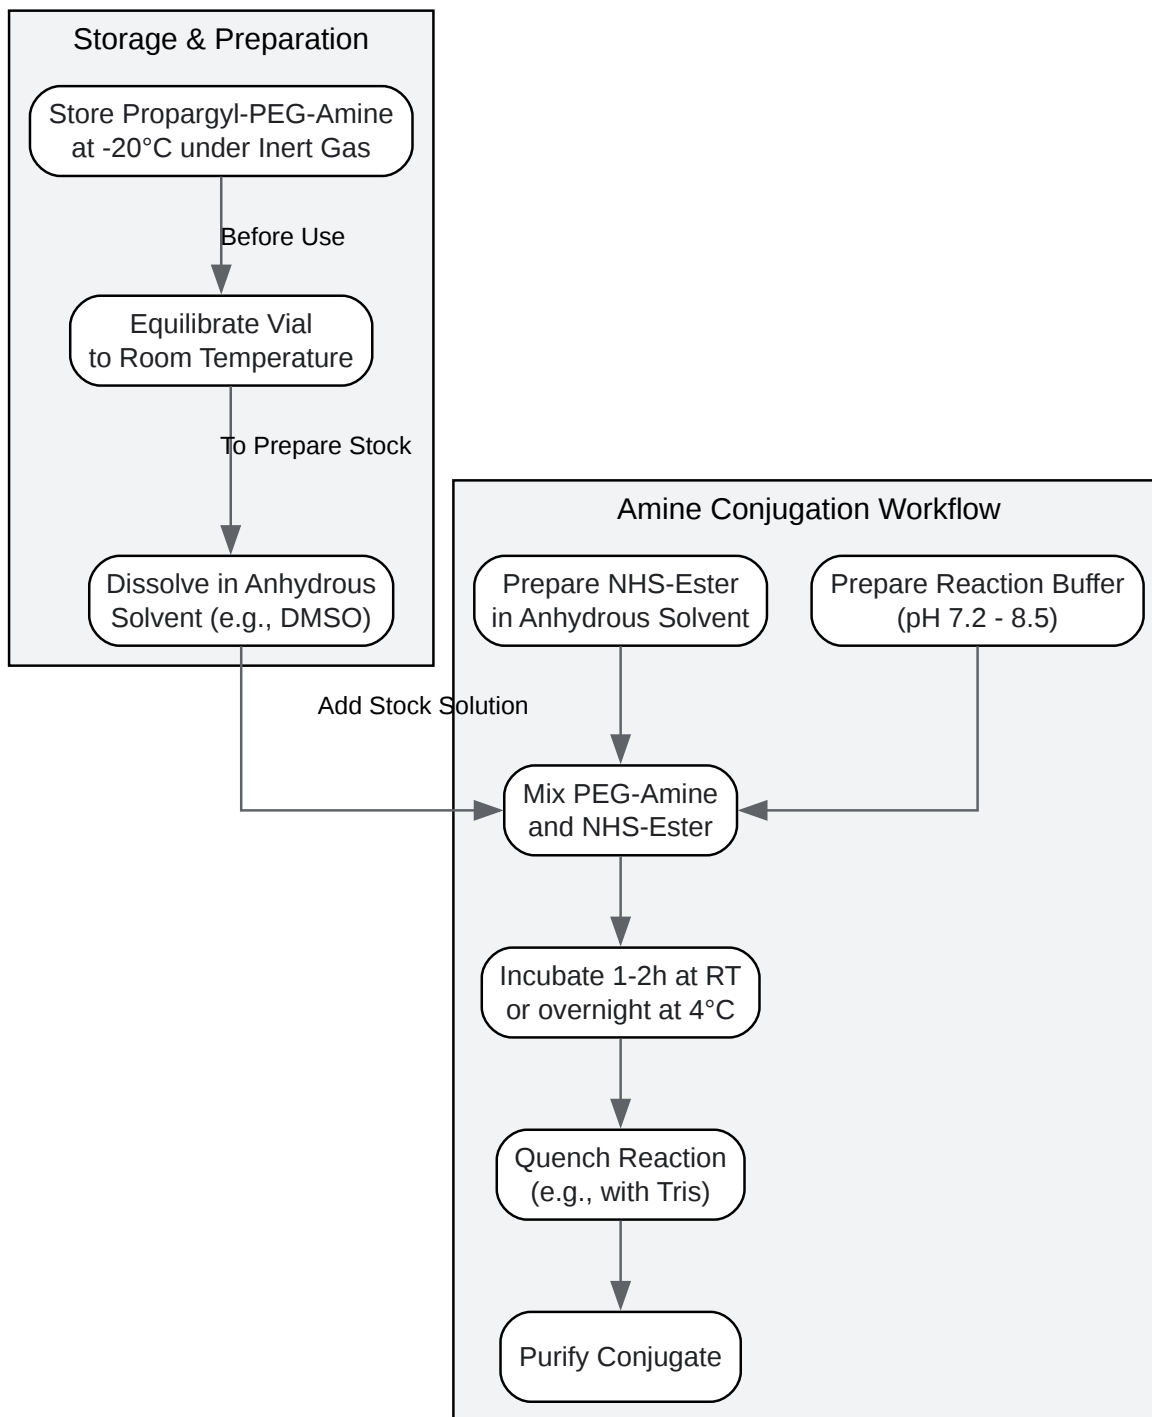 Storage & Preparation
Store Propargyl-PEG-Amine
at -20°C under Inert Gas
Before Use
Equilibrate Vial
to Room Temperature
To Prepare Stock
Dissolve in Anhydrous
Solvent (e.g., DMSO)
Add Stock Solution
Amine Conjugation Workflow
Prepare NHS-Ester
in Anhydrous Solvent
Prepare Reaction Buffer
(pH 7.2 - 8.5)
Mix PEG-Amine
and NHS-Ester
Incubate 1-2h at RT
or overnight at 4°C
Quench Reaction
(e.g., with Tris)
Purify Conjugate